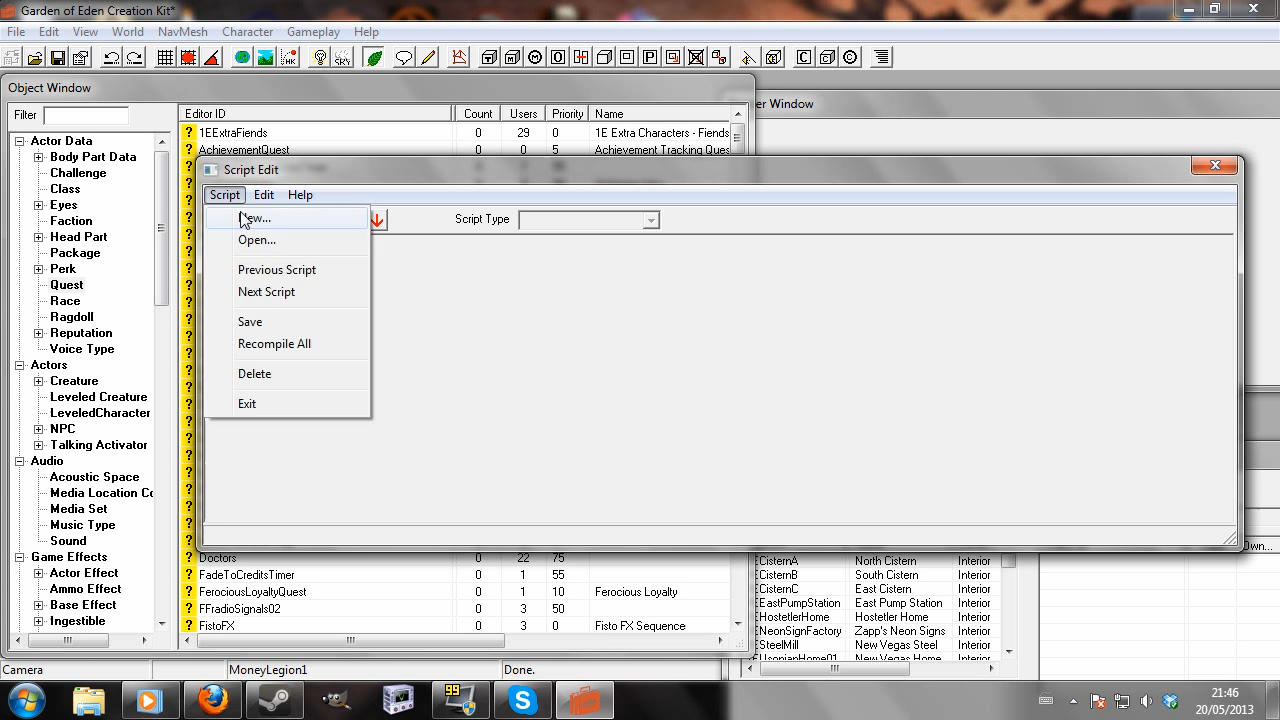 Garden of Eden Creation Kit*
File Edit View World NavMesh Character Gameplay Help
Object Window
Window
Filter
Editor ID Count Users Priority Name
Actor Data
Body Part Data
Challenge
Class
Eyes
Faction
Head Part
Package
Perk
Quest
Race
Ragdoll
Reputation
Voice Type
Actors
Creature
Leveled Creature
LeveledCharacter
NPC
Talking Activator
Audio
Acoustic Space
Media Location Co
Media Set
Music Type
Sound
Game Effects
Actor Effect
Ammo Effect
Base Effect
Ingestible
1EExtraFiends 0 29 0 1E Extra Characters - Fiends
AchievementQuest 0 0 5 Achievement Tracking Ques
Script Edit
Script Edit Help
Script Type
New...
Open...
Previous Script
Next Script
Save
Recompile All
Delete
Exit
Doctors 0 22 75
FadeToCreditsTimer 0 1 55
FerociousLoyaltyQuest 0 1 10 Ferocious Loyalty
FFradioSignals02 0 3 50
FistoFX 0 3 0 Fisto FX Sequence
Own...
CisternA North Cistern Interior
CisternB South Cistern Interior
CisternC East Cistern Interior
EastPumpStation East Pump Station Interior
HostetlerHome Hostetler Home Interior
NeonSignFactory Zapp's Neon Signs Interior
SteelMill New Vegas Steel Interior
New Vegas Home Interior
Camera MoneyLegion1 Done.
99
21:46
20/05/2013